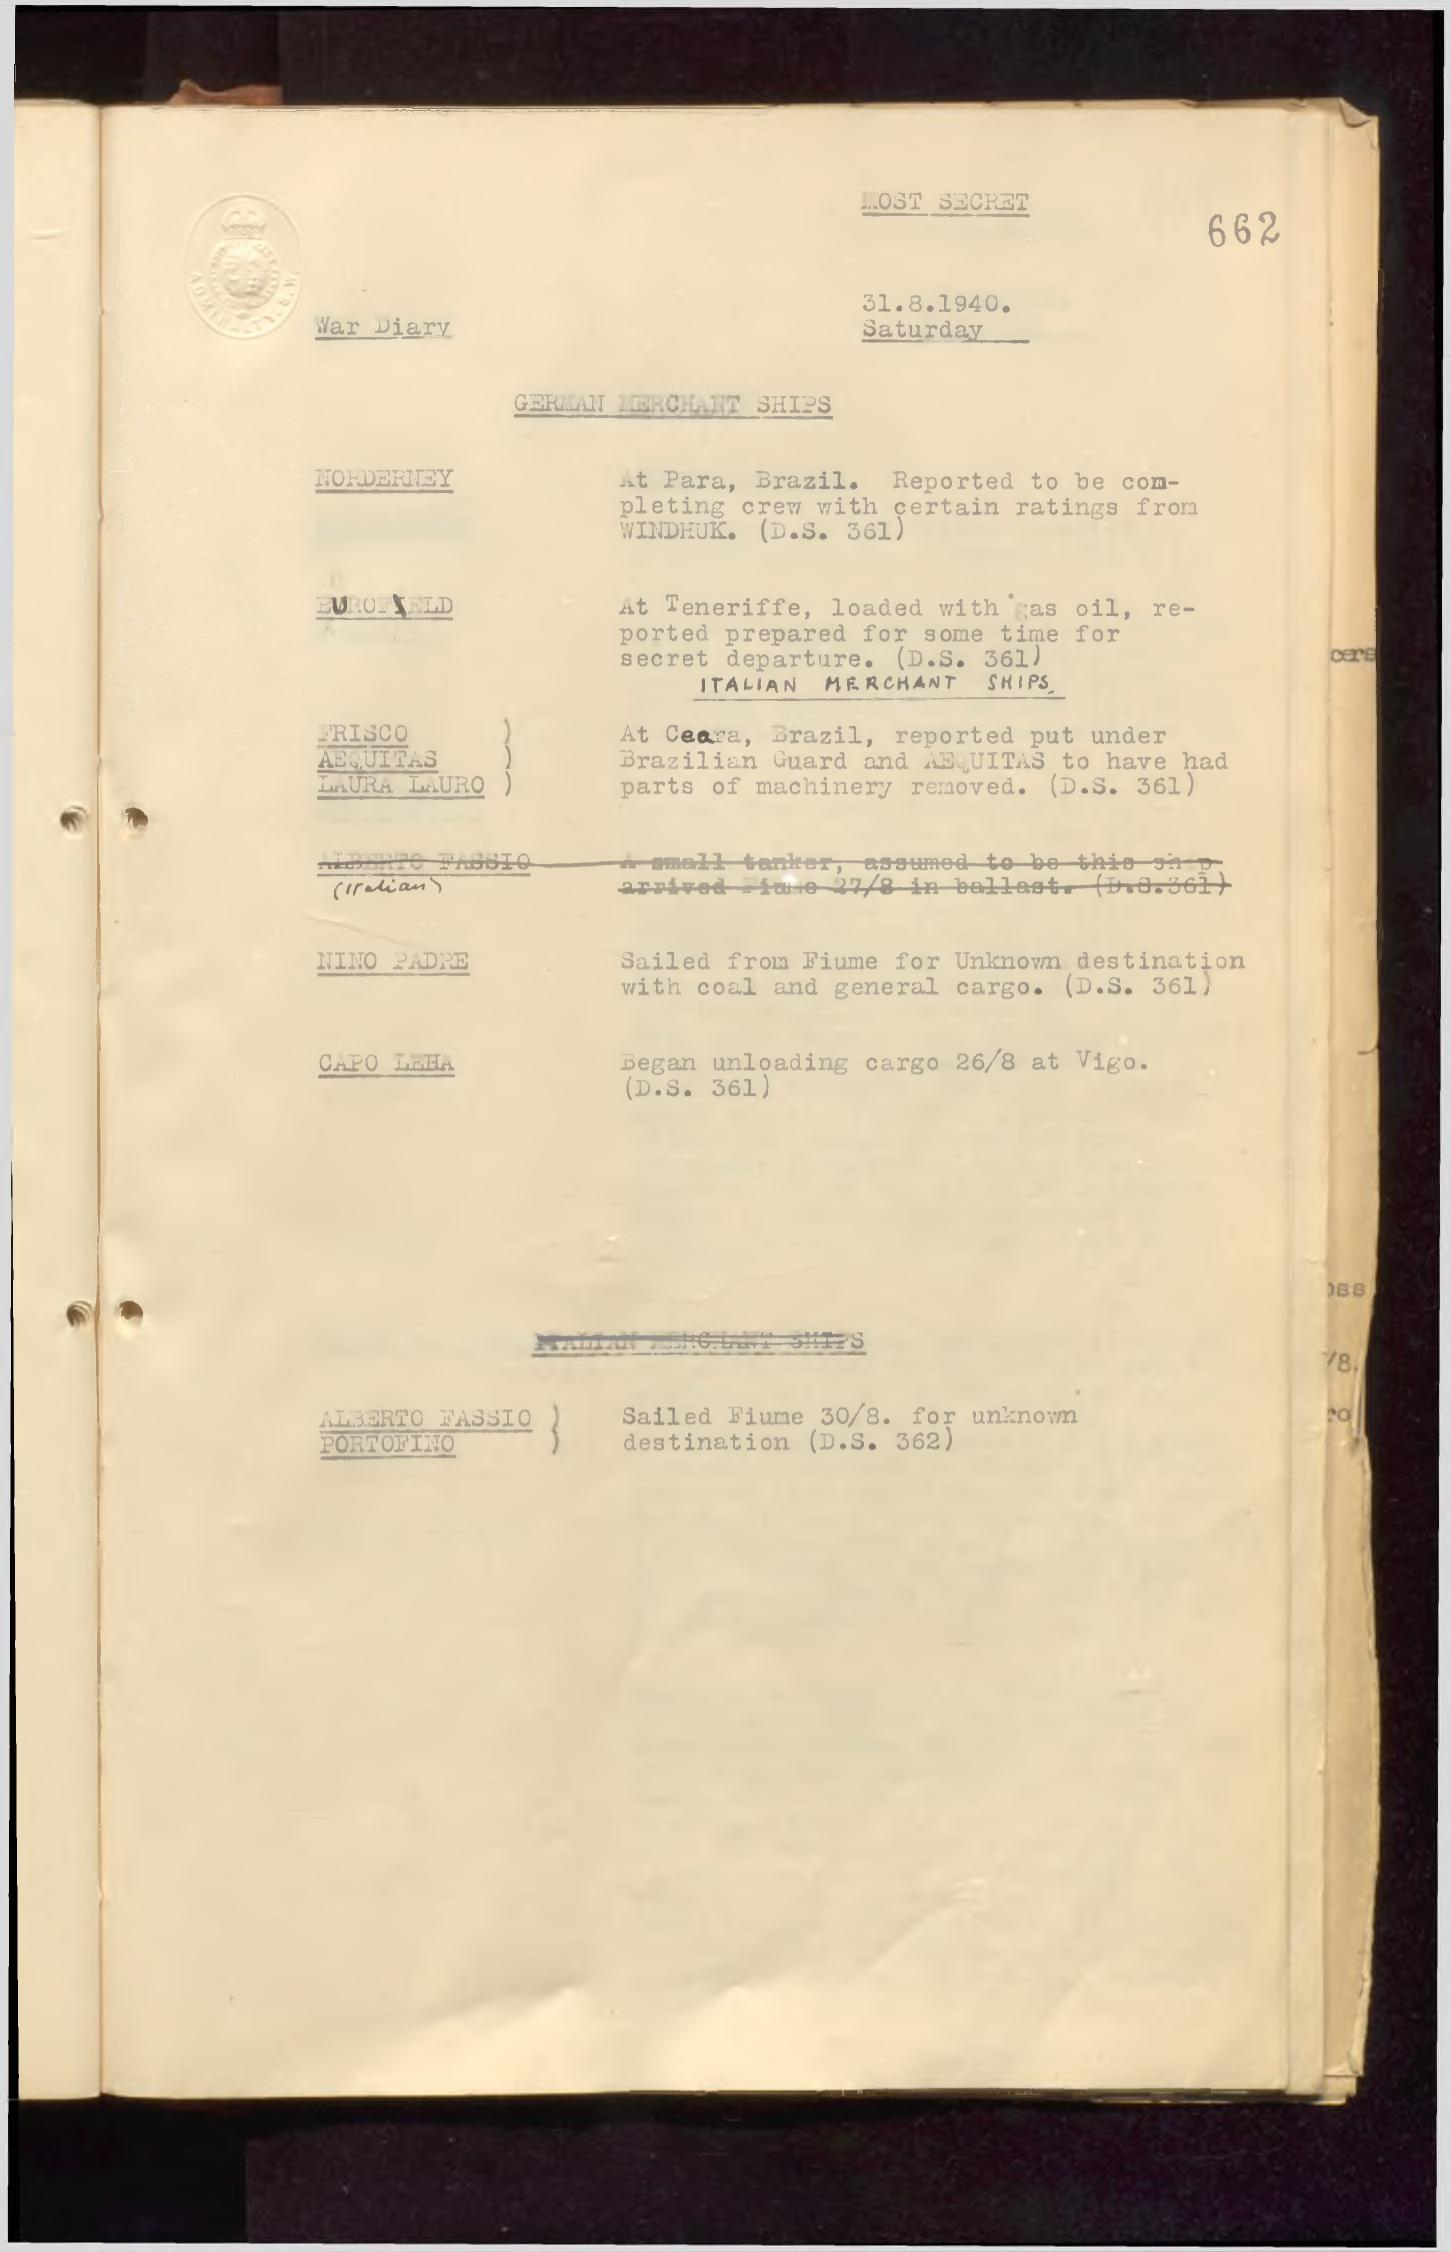 MOST SECRET
662
ADMIRALTY. S.W.
31.8.1940.
War Diary
Saturday
GERMAN MERCHANT SHIPS
NORDERNEY At Para, Brazil. Reported to be com-
pleting crew with certain ratings from
WINDHUK. (D.S. 361)
EUROFELD At Teneriffe, loaded with gas oil, re-
ported prepared for some time for
secret departure. (D.S. 361)
ITALIAN MERCHANT SHIPS
FRISCO ) At Ceara, Brazil, reported put under
AEQUITAS ) Brazilian Guard and AEQUITAS to have had
LAURA LAURO ) parts of machinery removed. (D.S. 361)
ALBERTO FASSIO A small tanker, assumed to be this ship
(Italian) arrived Fiume 27/8 in ballast. (D.S.361)
NINO PADRE Sailed from Fiume for Unknown destination
with coal and general cargo. (D.S. 361)
CAPO LEHA Began unloading cargo 26/8 at Vigo.
(D.S. 361)
ITALIAN MERCHANT SHIPS
ALBERTO FASSIO ) Sailed Fiume 30/8. for unknown
PORTOFINO ) destination (D.S. 362)
cers
oss
/8.
ro